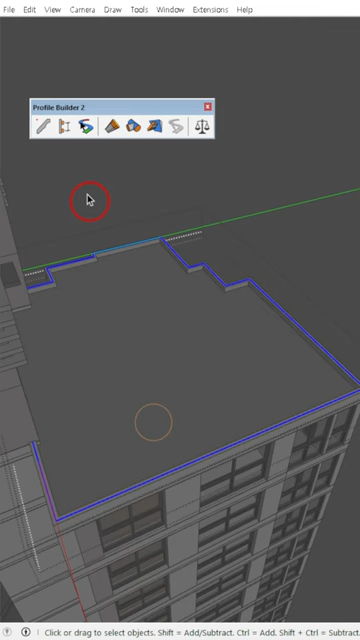 File Edit View Camera Draw Tools Window Extensions Help
Profile Builder 2
Click or drag to select objects. Shift = Add/Subtract. Ctrl = Add. Shift + Ctrl = Su